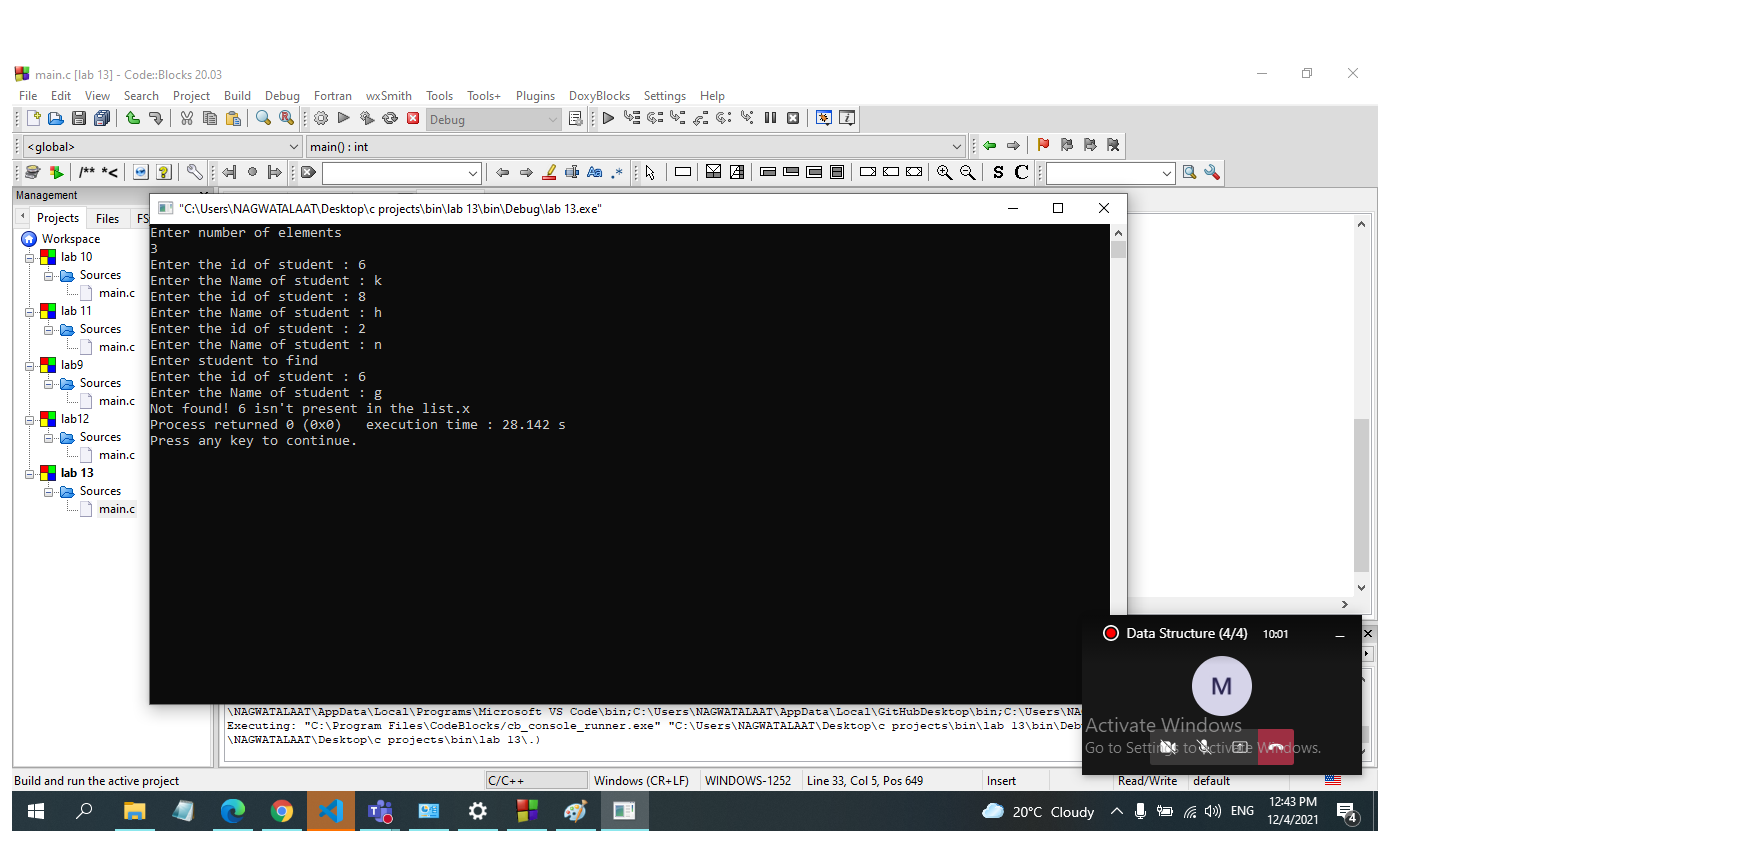 main.c [lab 13] - Code::Blocks 20.03
File Edit View Search Project Build Debug Fortran wxSmith Tools Tools+ Plugins DoxyBlocks Settings Help
Debug
<global> main() : int
/** *<
Aa .* S C
Management
Projects Files FS
"C:\Users\NAGWATALAAT\Desktop\c projects\bin\lab 13\bin\Debug\lab 13.exe"
Workspace
lab 10
Sources
main.c
lab 11
Sources
main.c
lab9
Sources
main.c
lab12
Sources
main.c
lab 13
Sources
main.c
Enter number of elements
3
Enter the id of student : 6
Enter the Name of student : k
Enter the id of student : 8
Enter the Name of student : h
Enter the id of student : 2
Enter the Name of student : n
Enter student to find
Enter the id of student : 6
Enter the Name of student : g
Not found! 6 isn't present in the list.x
Process returned 0 (0x0)   execution time : 28.142 s
Press any key to continue.
Data Structure (4/4) 10:01
M
Activate Windows
Go to Settings to activate Windows.
\NAGWATALAAT\AppData\Local\Programs\Microsoft VS Code\bin;C:\Users\NAGWATALAAT\AppData\Local\GitHubDesktop\bin;C:\Users\NAG
Executing: "C:\Program Files\CodeBlocks/cb_console_runner.exe" "C:\Users\NAGWATALAAT\Desktop\c projects\bin\lab 13\bin\Deb
\NAGWATALAAT\Desktop\c projects\bin\lab 13\.)
Build and run the active project C/C++ Windows (CR+LF) WINDOWS-1252 Line 33, Col 5, Pos 649 Insert Read/Write default
20°C Cloudy ENG 12:43 PM
12/4/2021
4